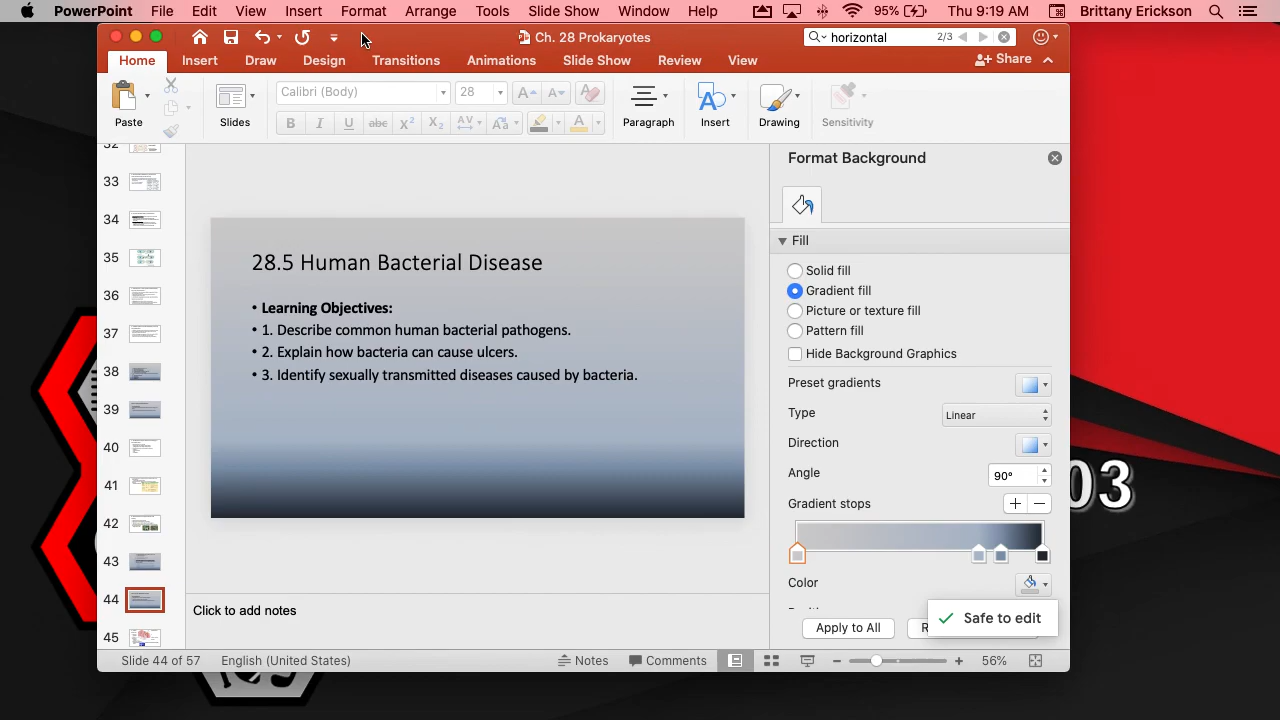 PowerPoint File Edit View Insert Format Arrange Tools Slide Show Window Help 95% Thu 9:19 AM Brittany Erickson
Ch. 28 Prokaryotes
horizontal 2/3
Home Insert Draw Design Transitions Animations Slide Show Review View Share
Calibri (Body) 28
Paste Slides Paragraph Insert Drawing Sensitivity
B I U abc X² X₂ AV Aa A
33
34
35
36
37
38
39
40
41
42
43
44
45
28.5 Human Bacterial Disease
• Learning Objectives:
• 1. Describe common human bacterial pathogens.
• 2. Explain how bacteria can cause ulcers.
• 3. Identify sexually transmitted diseases caused by bacteria.
Click to add notes
Format Background
Fill
Solid fill
Gradient fill
Picture or texture fill
Pattern fill
Hide Background Graphics
Preset gradients
Type Linear
Direction
Angle 90°
Gradient stops
Color
Apply to All
Safe to edit
Slide 44 of 57 English (United States) Notes Comments 56%
03